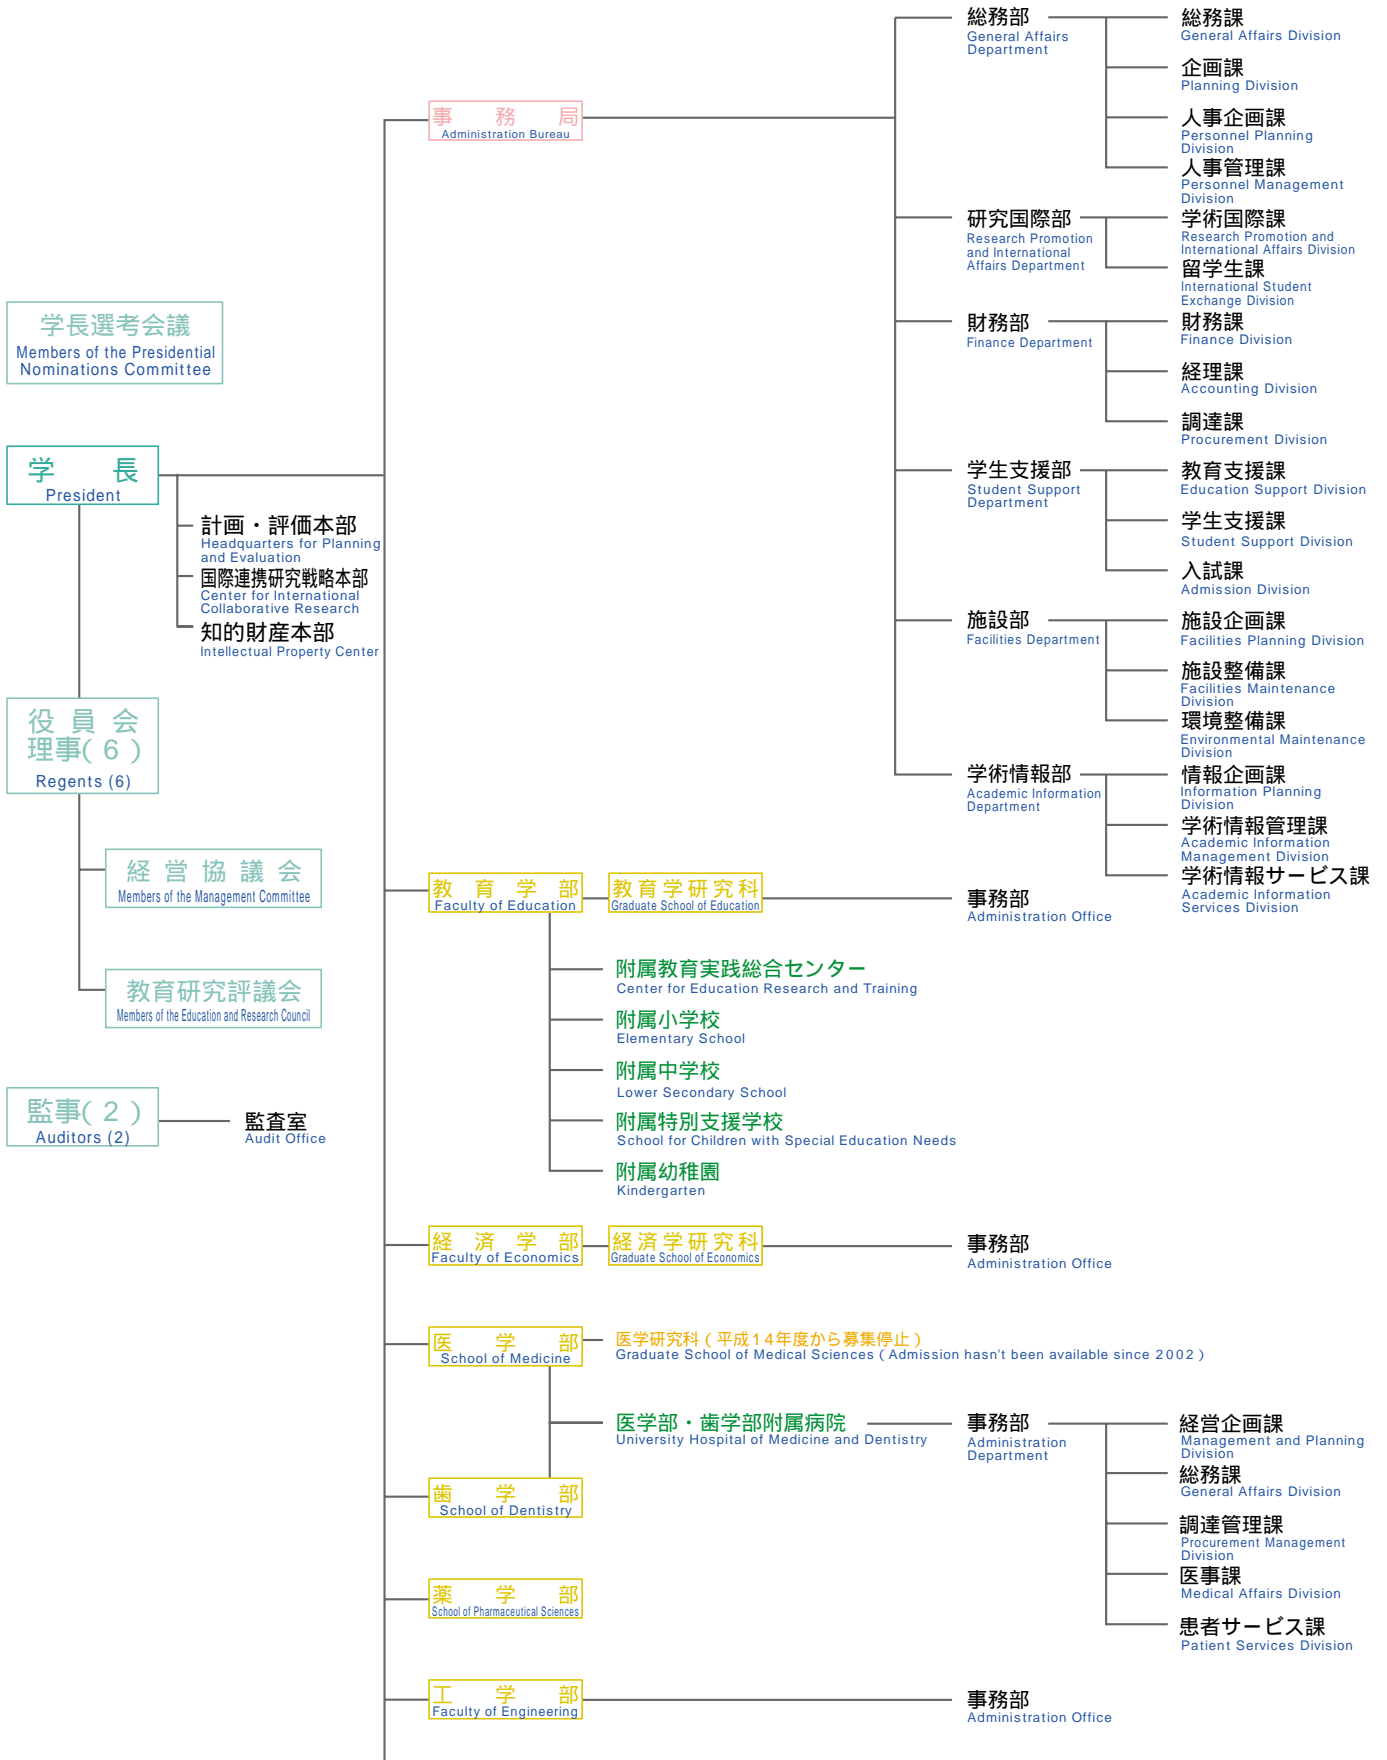 学長選考会議
Members of the Presidential
Nominations Committee
学長
President
計画・評価本部
Headquarters for Planning
and Evaluation
国際連携研究戦略本部
Center for International
Collaborative Research
知的財産本部
Intellectual Property Center
役員会
理事(6)
Regents (6)
経営協議会
Members of the Management Committee
教育研究評議会
Members of the Education and Research Council
監事(2)
Auditors (2)
監査室
Audit Office
事務局
Administration Bureau
総務部
General Affairs
Department
総務課
General Affairs Division
企画課
Planning Division
人事企画課
Personnel Planning
Division
人事管理課
Personnel Management
Division
研究国際部
Research Promotion
and International
Affairs Department
学術国際課
Research Promotion and
International Affairs Division
留学生課
International Student
Exchange Division
財務部
Finance Department
財務課
Finance Division
経理課
Accounting Division
調達課
Procurement Division
学生支援部
Student Support
Department
教育支援課
Education Support Division
学生支援課
Student Support Division
入試課
Admission Division
施設部
Facilities Department
施設企画課
Facilities Planning Division
施設整備課
Facilities Maintenance
Division
環境整備課
Environmental Maintenance
Division
学術情報部
Academic Information
Department
情報企画課
Information Planning
Division
学術情報管理課
Academic Information
Management Division
学術情報サービス課
Academic Information
Services Division
教育学部
Faculty of Education
教育学研究科
Graduate School of Education
事務部
Administration Office
附属教育実践総合センター
Center for Education Research and Training
附属小学校
Elementary School
附属中学校
Lower Secondary School
附属特別支援学校
School for Children with Special Education Needs
附属幼稚園
Kindergarten
経済学部
Faculty of Economics
経済学研究科
Graduate School of Economics
事務部
Administration Office
医学部
School of Medicine
医学研究科(平成14年度から募集停止)
Graduate School of Medical Sciences (Admission hasn't been available since 2002)
医学部・歯学部附属病院
University Hospital of Medicine and Dentistry
事務部
Administration
Department
経営企画課
Management and Planning
Division
総務課
General Affairs Division
調達管理課
Procurement Management
Division
医事課
Medical Affairs Division
患者サービス課
Patient Services Division
歯学部
School of Dentistry
薬学部
School of Pharmaceutical Sciences
工学部
Faculty of Engineering
事務部
Administration Office